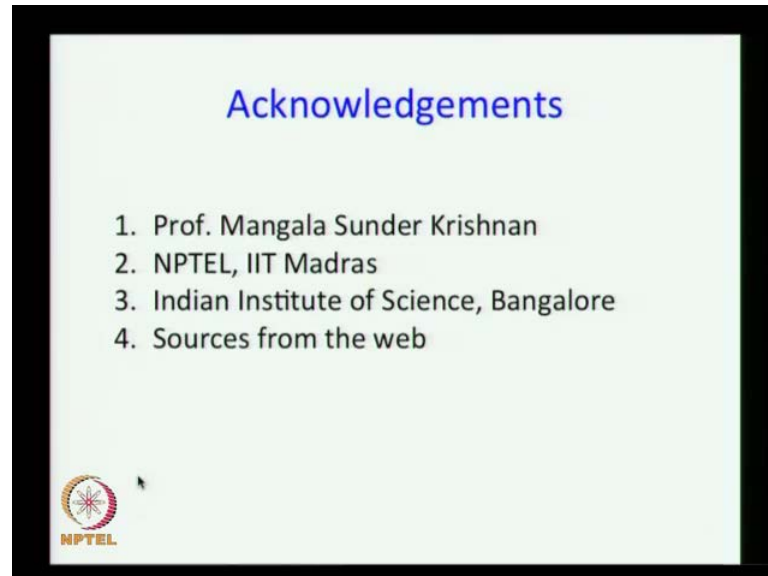 Acknowledgements
1. Prof. Mangala Sunder Krishnan
2. NPTEL, IIT Madras
3. Indian Institute of Science, Bangalore
4. Sources from the web
NPTEL